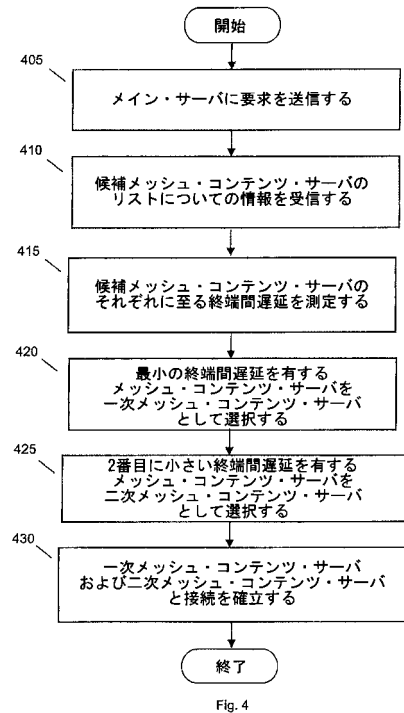 開始
405
メイン・サーバに要求を送信する
410
候補メッシュ・コンテンツ・サーバの
リストについての情報を受信する
415
候補メッシュ・コンテンツ・サーバの
それぞれに至る終端間遅延を測定する
420
最小の終端間遅延を有する
メッシュ・コンテンツ・サーバを
一次メッシュ・コンテンツ・サーバ
として選択する
425
2番目に小さい終端間遅延を有する
メッシュ・コンテンツ・サーバを
二次メッシュ・コンテンツ・サーバ
として選択する
430
一次メッシュ・コンテンツ・サーバ
および二次メッシュ・コンテンツ・サーバ
と接続を確立する
終了
Fig. 4